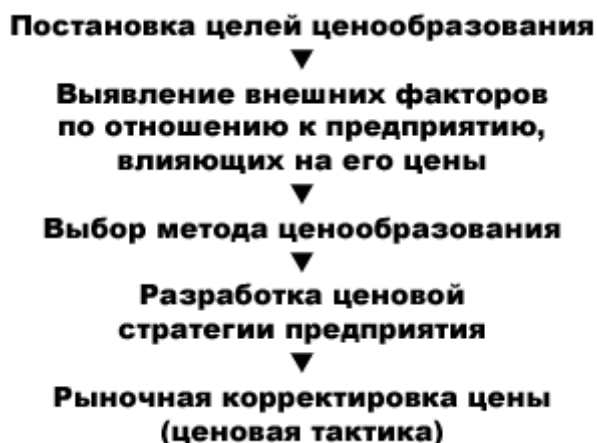 Постановка целей ценообразования
▼
Выявление внешних факторов
по отношению к предприятию,
влияющих на его цены
▼
Выбор метода ценообразования
▼
Разработка ценовой
стратегии предприятия
▼
Рыночная корректировка цены
(ценовая тактика)